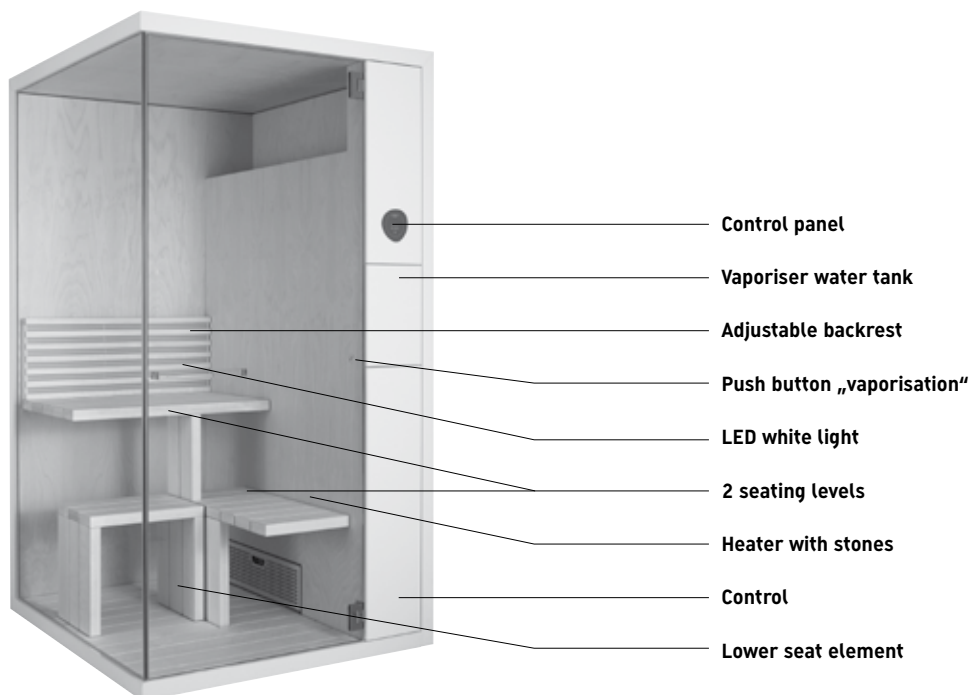 Control panel
Vaporiser water tank
Adjustable backrest
Push button „vaporisation“
LED white light
2 seating levels
Heater with stones
Control
Lower seat element